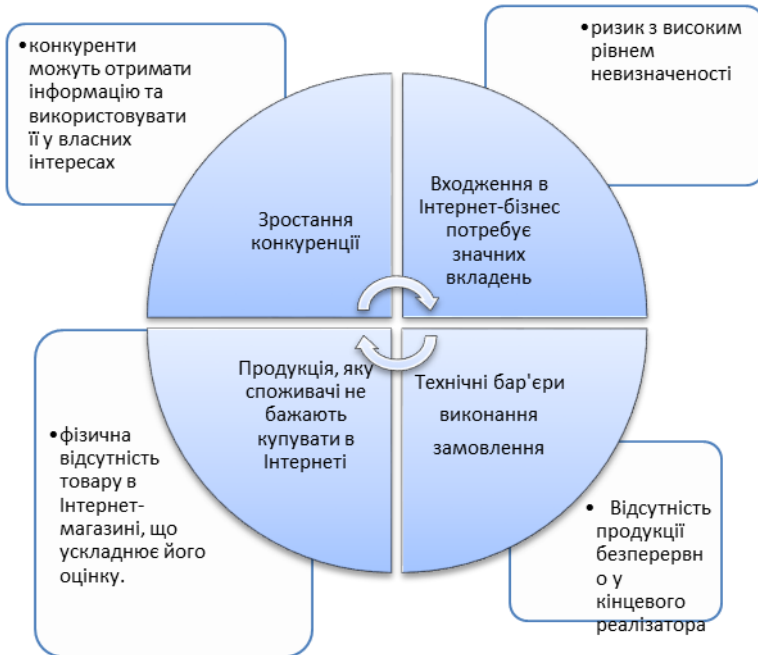 •конкуренти
можуть отримати
інформацію та
використовувати
її у власних
інтересах
•ризик з високим
рівнем
невизначеності
Зростання
конкуренції
Входження в
Інтернет-бізнес
потребує
значних
вкладень
Продукція, яку
споживачі не
бажають
купувати в
Інтернеті
Технічні бар'єри
виконання
замовлення
•фізична
відсутність
товару в
Інтернет-
магазині, що
ускладнює його
оцінку.
• Відсутність
продукції
безперервн
о у
кінцевого
реалізатора